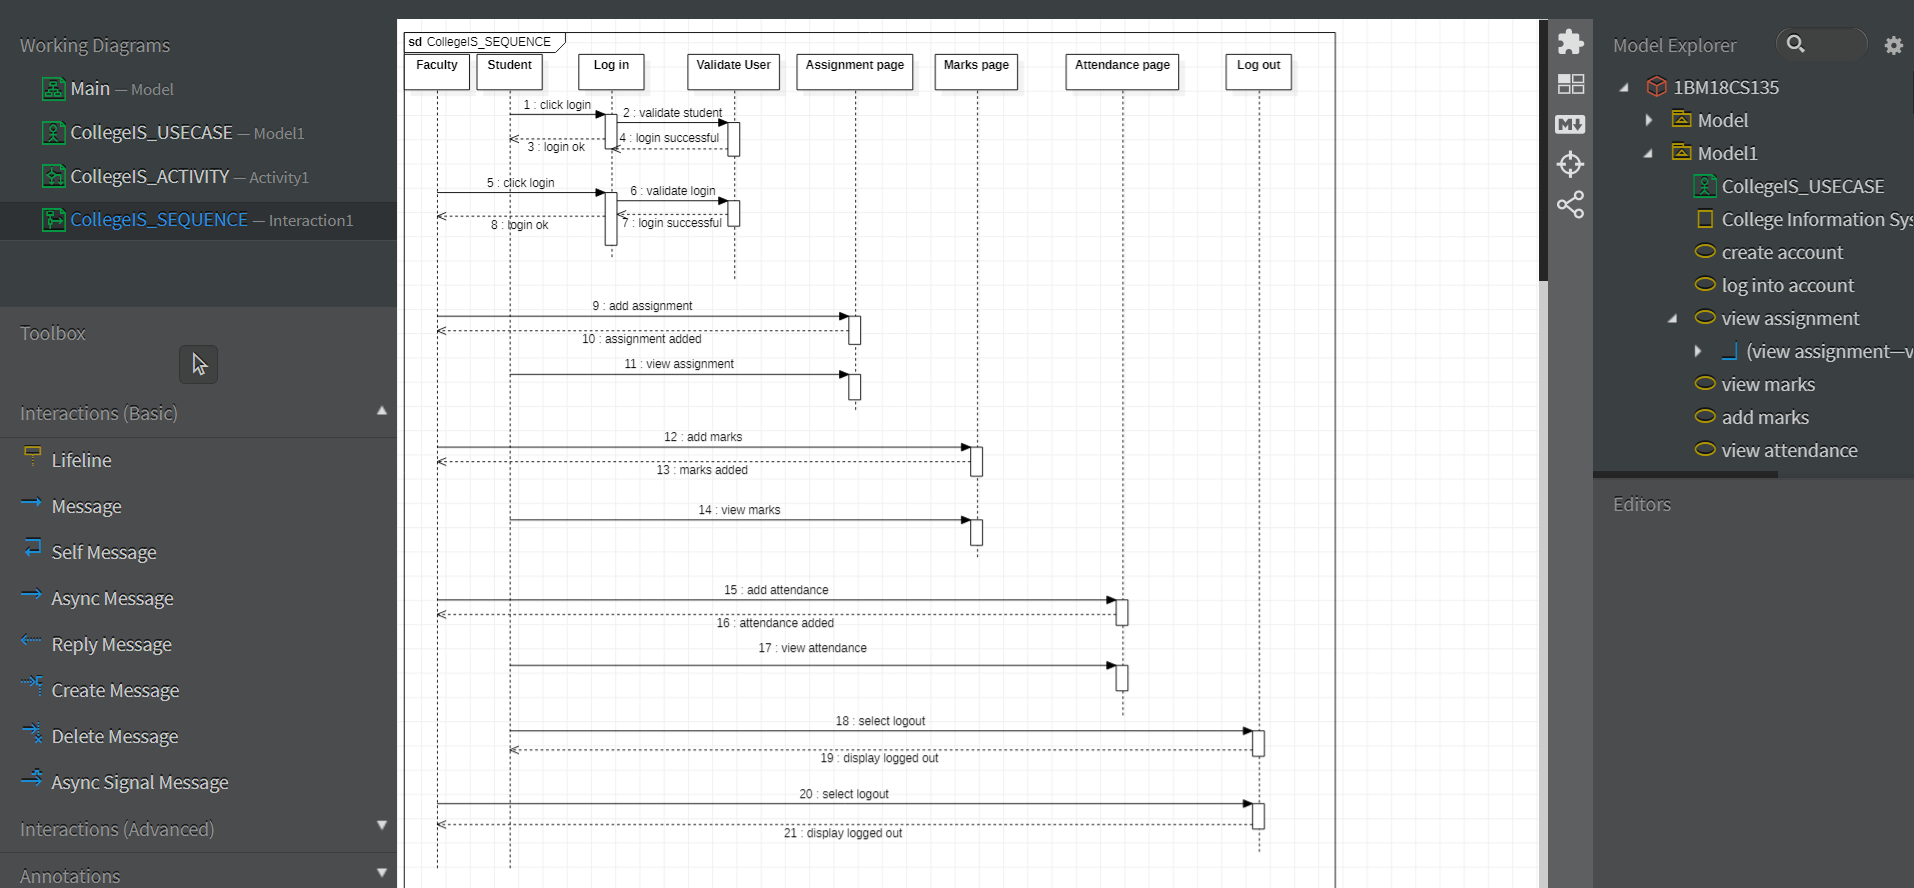 Working Diagrams
Main — Model
CollegeIS_USECASE — Model1
CollegeIS_ACTIVITY — Activity1
CollegeIS_SEQUENCE — Interaction1
Toolbox
Interactions (Basic)
Lifeline
Message
Self Message
Async Message
Reply Message
Create Message
Delete Message
Async Signal Message
Interactions (Advanced)
Annotations
sd CollegeIS_SEQUENCE
Faculty Student Log in Validate User Assignment page Marks page Attendance page Log out
1 : click login
2 : validate student
4 : login successful
3 : login ok
5 : click login
6 : validate login
7 : login successful
8 : login ok
9 : add assignment
10 : assignment added
11 : view assignment
12 : add marks
13 : marks added
14 : view marks
15 : add attendance
16 : attendance added
17 : view attendance
18 : select logout
19 : display logged out
20 : select logout
21 : display logged out
M
Model Explorer
1BM18CS135
Model
Model1
CollegeIS_USECASE
College Information Sys
create account
log into account
view assignment
(view assignment—v
view marks
add marks
view attendance
Editors